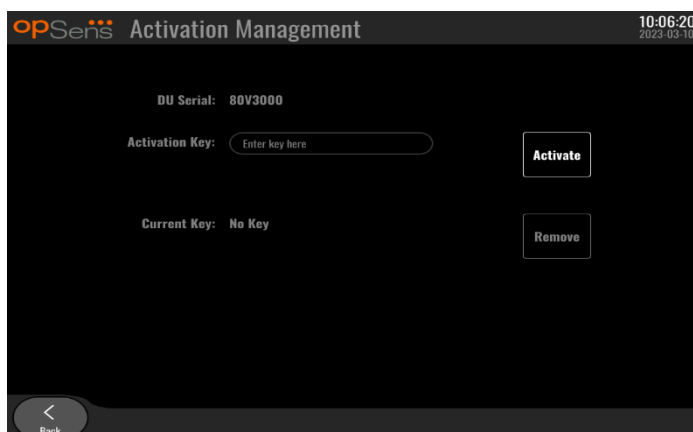 opSens Activation Management
10:06:20
2023-03-10
DU Serial: 80V3000
Activation Key: Enter key here
Activate
Current Key: No Key
Remove
Back